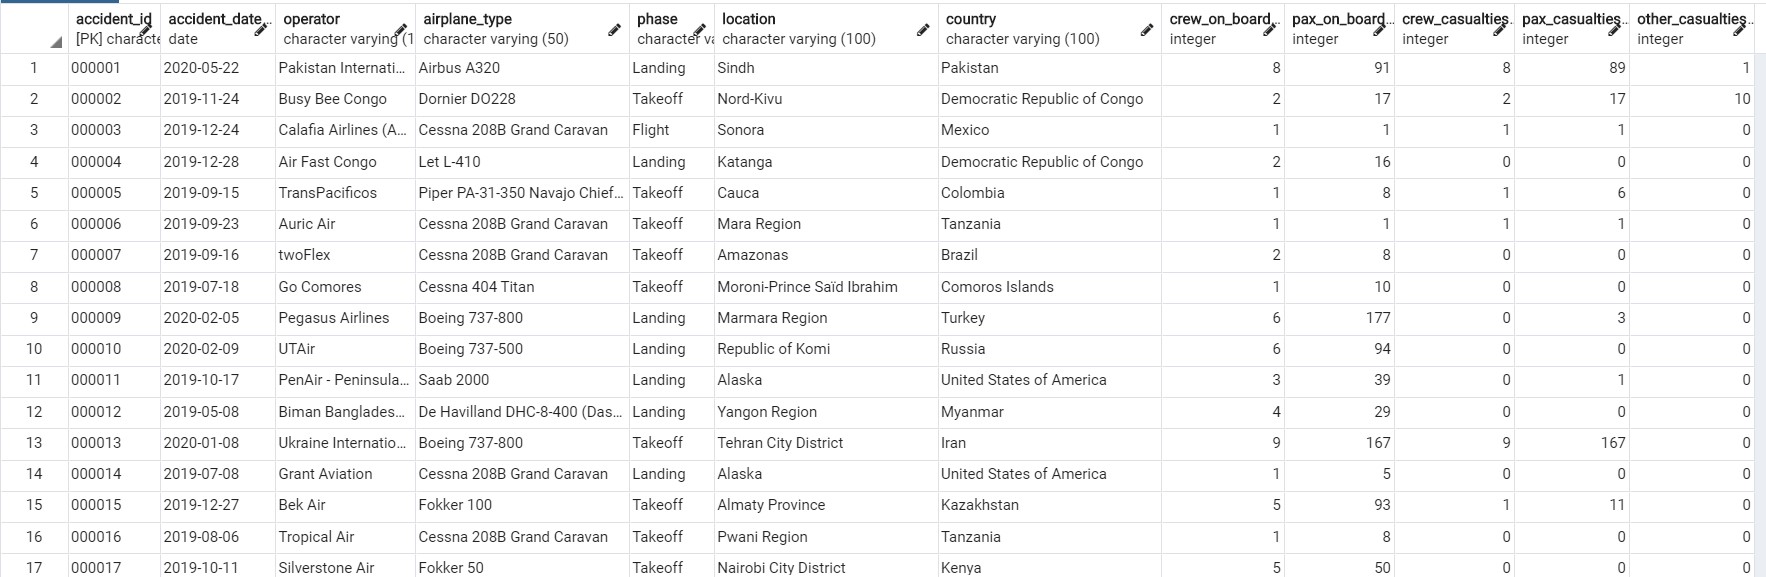 accident_id accident_date... operator airplane_type phase location country crew_on_board... pax_on_board... crew_casualties... pax_casualties... other_casualties...
[PK] characte date character varying (1 character varying (50) character va character varying (100) character varying (100) integer integer integer integer integer
1 000001 2020-05-22 Pakistan Internati... Airbus A320 Landing Sindh Pakistan 8 91 8 89 1
2 000002 2019-11-24 Busy Bee Congo Dornier DO228 Takeoff Nord-Kivu Democratic Republic of Congo 2 17 2 17 10
3 000003 2019-12-24 Calafia Airlines (A... Cessna 208B Grand Caravan Flight Sonora Mexico 1 1 1 1 0
4 000004 2019-12-28 Air Fast Congo Let L-410 Landing Katanga Democratic Republic of Congo 2 16 0 0 0
5 000005 2019-09-15 TransPacificos Piper PA-31-350 Navajo Chief... Takeoff Cauca Colombia 1 8 1 6 0
6 000006 2019-09-23 Auric Air Cessna 208B Grand Caravan Takeoff Mara Region Tanzania 1 1 1 1 0
7 000007 2019-09-16 twoFlex Cessna 208B Grand Caravan Takeoff Amazonas Brazil 2 8 0 0 0
8 000008 2019-07-18 Go Comores Cessna 404 Titan Takeoff Moroni-Prince Saïd Ibrahim Comoros Islands 1 10 0 0 0
9 000009 2020-02-05 Pegasus Airlines Boeing 737-800 Landing Marmara Region Turkey 6 177 0 3 0
10 000010 2020-02-09 UTAir Boeing 737-500 Landing Republic of Komi Russia 6 94 0 0 0
11 000011 2019-10-17 PenAir - Peninsula... Saab 2000 Landing Alaska United States of America 3 39 0 1 0
12 000012 2019-05-08 Biman Banglades... De Havilland DHC-8-400 (Das... Landing Yangon Region Myanmar 4 29 0 0 0
13 000013 2020-01-08 Ukraine Internatio... Boeing 737-800 Takeoff Tehran City District Iran 9 167 9 167 0
14 000014 2019-07-08 Grant Aviation Cessna 208B Grand Caravan Landing Alaska United States of America 1 5 0 0 0
15 000015 2019-12-27 Bek Air Fokker 100 Takeoff Almaty Province Kazakhstan 5 93 1 11 0
16 000016 2019-08-06 Tropical Air Cessna 208B Grand Caravan Takeoff Pwani Region Tanzania 1 8 0 0 0
17 000017 2019-10-11 Silverstone Air Fokker 50 Takeoff Nairobi City District Kenya 5 50 0 0 0